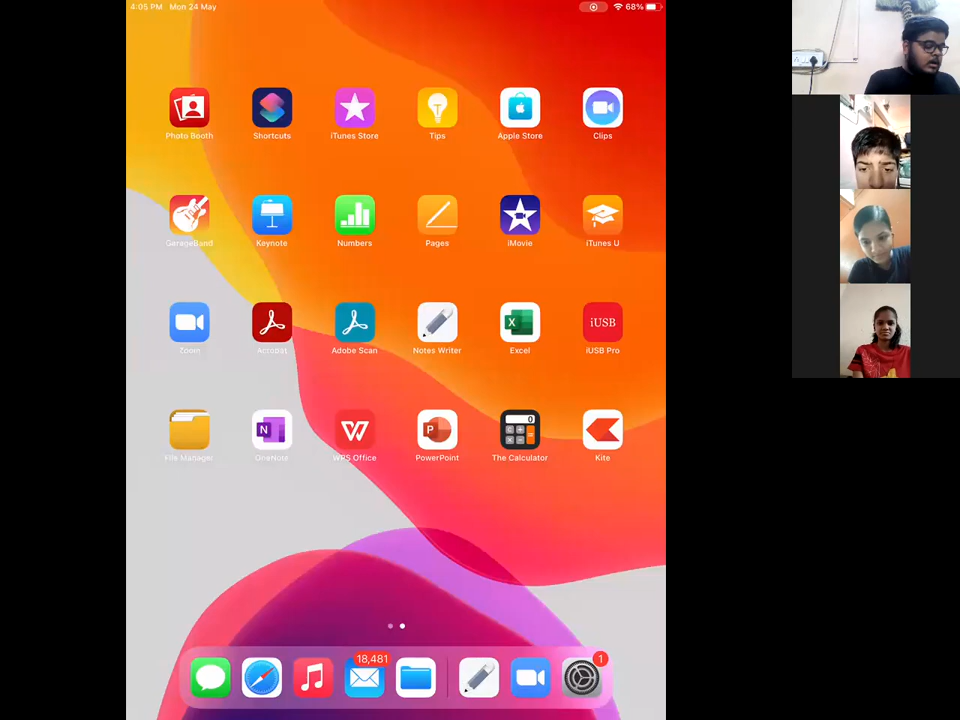 4:05 PM Mon 24 May 68%
Photo Booth Shortcuts iTunes Store Tips Apple Store Clips
GarageBand Keynote Numbers Pages iMovie iTunes U
iUSB
Zoom Acrobat Adobe Scan Notes Writer Excel iUSB Pro
File Manager OneNote WPS Office PowerPoint The Calculator Kite
18,481 1